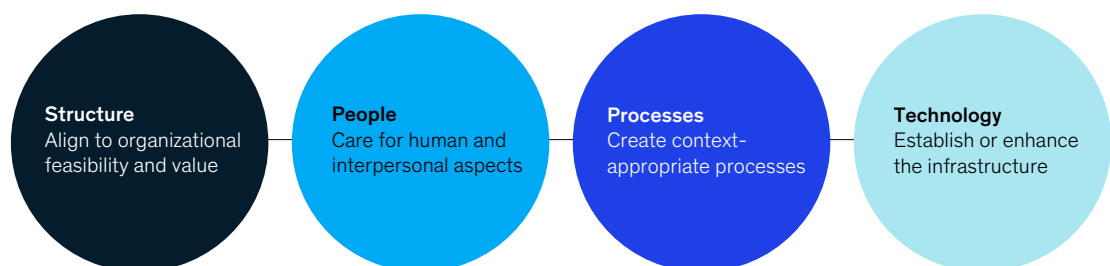 Structure
Align to organizational
feasibility and value
People
Care for human and
interpersonal aspects
Processes
Create context-
appropriate processes
Technology
Establish or enhance
the infrastructure